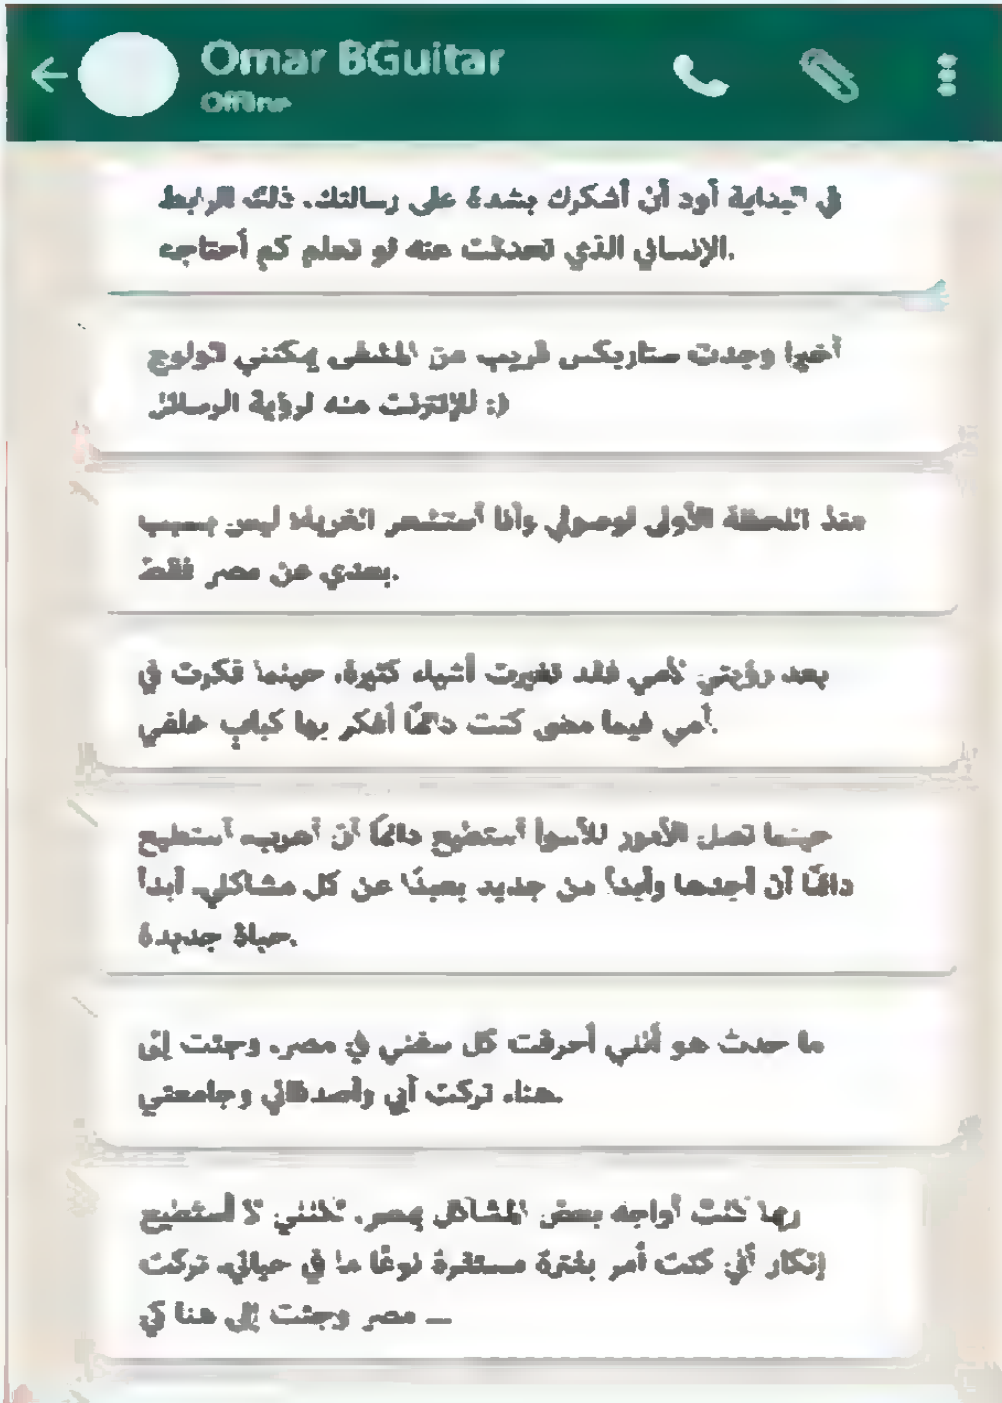 Omar BGuitar
Offline
في البداية أود أن أشكرك بشدة على رسالتك. ذلك الرابط
الإنساني الذي تحدثت عنه لو تعلم كم أحتاجه.
أخيرا وجدت ستاربكس قريب من المشفى يمكنني الولوج
للإنترنت منه لرؤية الرسائل :)
منذ اللحظة الأولى لوصولي وأنا أستشعر الغربة؛ ليس بسبب
بعدي عن مصر فقط.
بعد رؤيتي لأمي فقد تغيرت أشياء كثيرة. حينما فكرت في
أمي فيما مضى كنت دائمًا أفكر بها كبابٍ خلفي.
حينما تصل الأمور للأسوأ أستطيع دائمًا أن أهرب. أستطيع
دائمًا أن أجدها وأبدأ من جديد بعيدًا عن كل مشاكلي. أبدأ
حياة جديدة.
ما حدث هو أنني أحرقت كل سفني في مصر. وجئت إلى
هنا. تركت أبي وأصدقائي وجامعتي.
ربما كنت أواجه بعض المشاكل بمصر. لكنني لا أستطيع
إنكار أني كنت أمر بفترة مستقرة نوعًا ما في حياتي. تركت
مصر وجئت إلى هنا كي ...